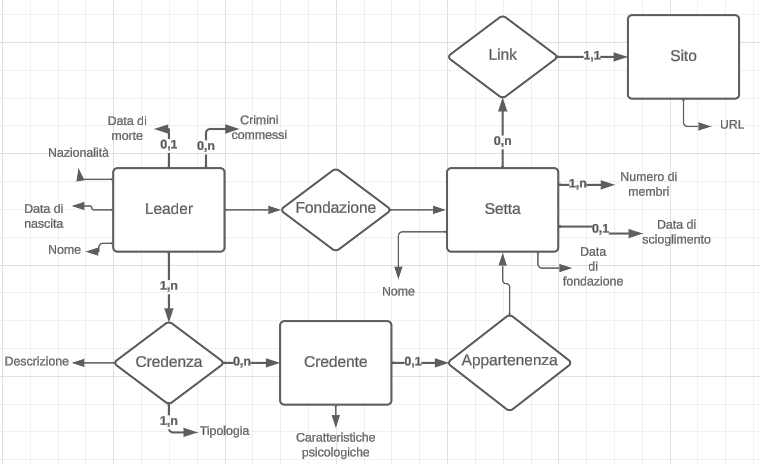 Link
1,1
Sito
URL
0,n
Data di
morte
0,1
0,n
Crimini
commessi
Nazionalità
Leader
Data di
nascita
Nome
Fondazione
Setta
1,n
Numero di
membri
0,1
Data di
scioglimento
Data
di
fondazione
Nome
1,n
Descrizione
Credenza
0,n
Credente
0,1
Appartenenza
1,n
Tipologia
Caratteristiche
psicologiche